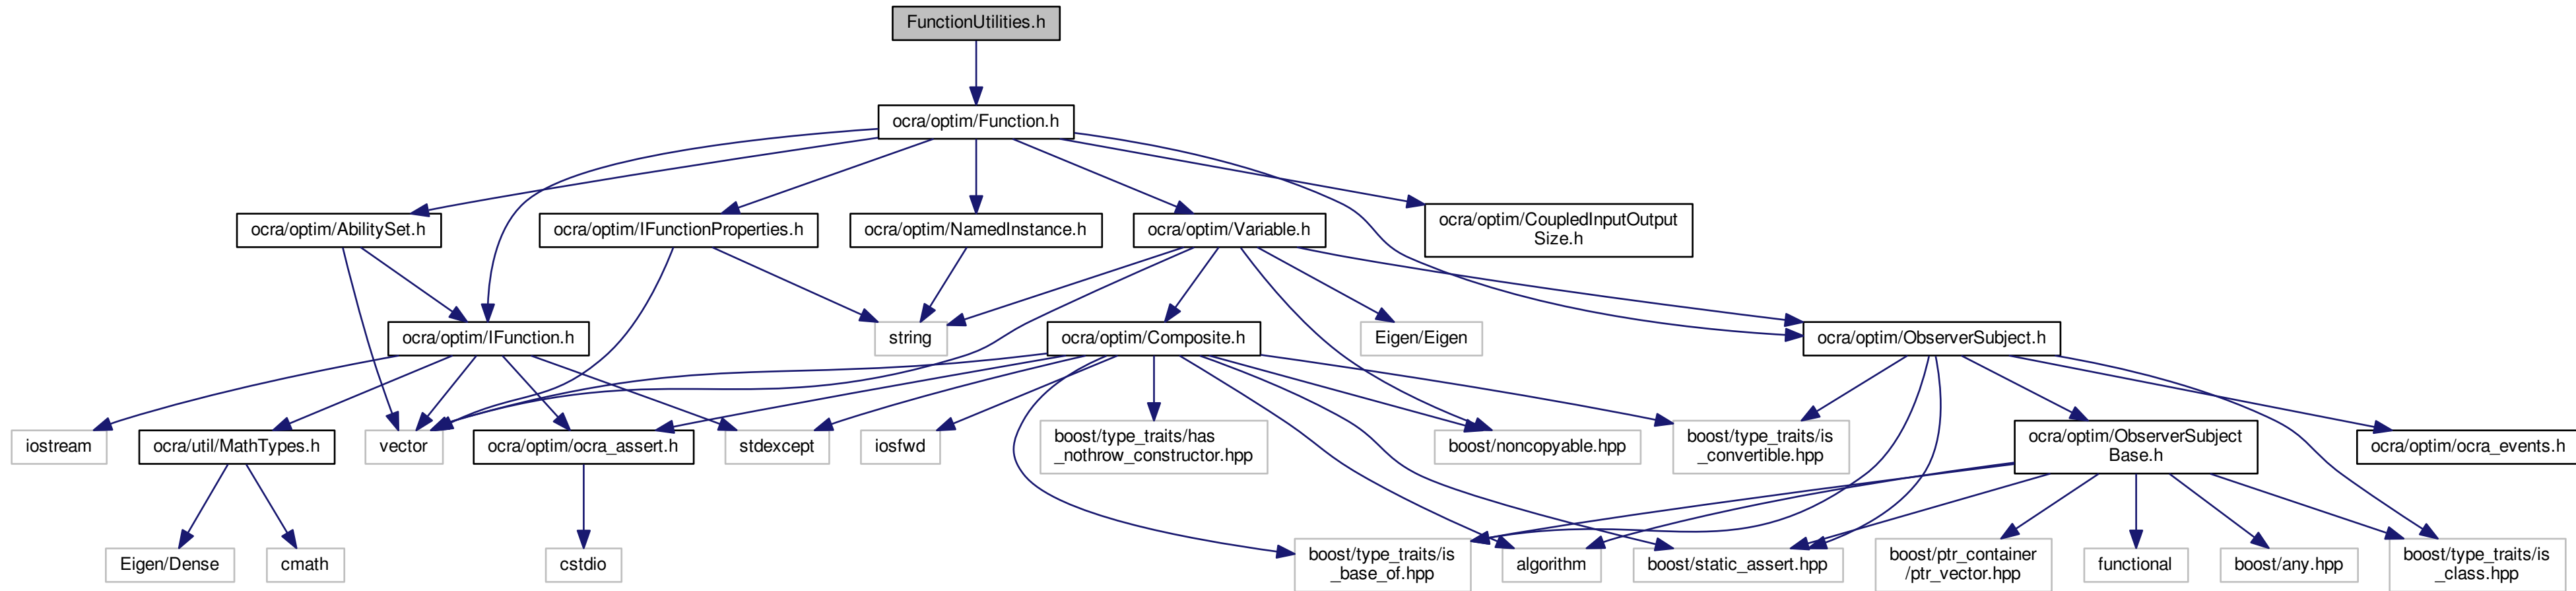 FunctionUtilities.h
ocra/optim/Function.h
ocra/optim/AbilitySet.h
ocra/optim/IFunctionProperties.h
ocra/optim/NamedInstance.h
ocra/optim/Variable.h
ocra/optim/CoupledInputOutput
Size.h
ocra/optim/IFunction.h
string
ocra/optim/Composite.h
Eigen/Eigen
ocra/optim/ObserverSubject.h
iostream
ocra/util/MathTypes.h
vector
ocra/optim/ocra_assert.h
stdexcept
iosfwd
boost/type_traits/has
_nothrow_constructor.hpp
boost/noncopyable.hpp
boost/type_traits/is
_convertible.hpp
ocra/optim/ObserverSubject
Base.h
ocra/optim/ocra_events.h
Eigen/Dense
cmath
cstdio
boost/type_traits/is
_base_of.hpp
algorithm
boost/static_assert.hpp
boost/ptr_container
/ptr_vector.hpp
functional
boost/any.hpp
boost/type_traits/is
_class.hpp